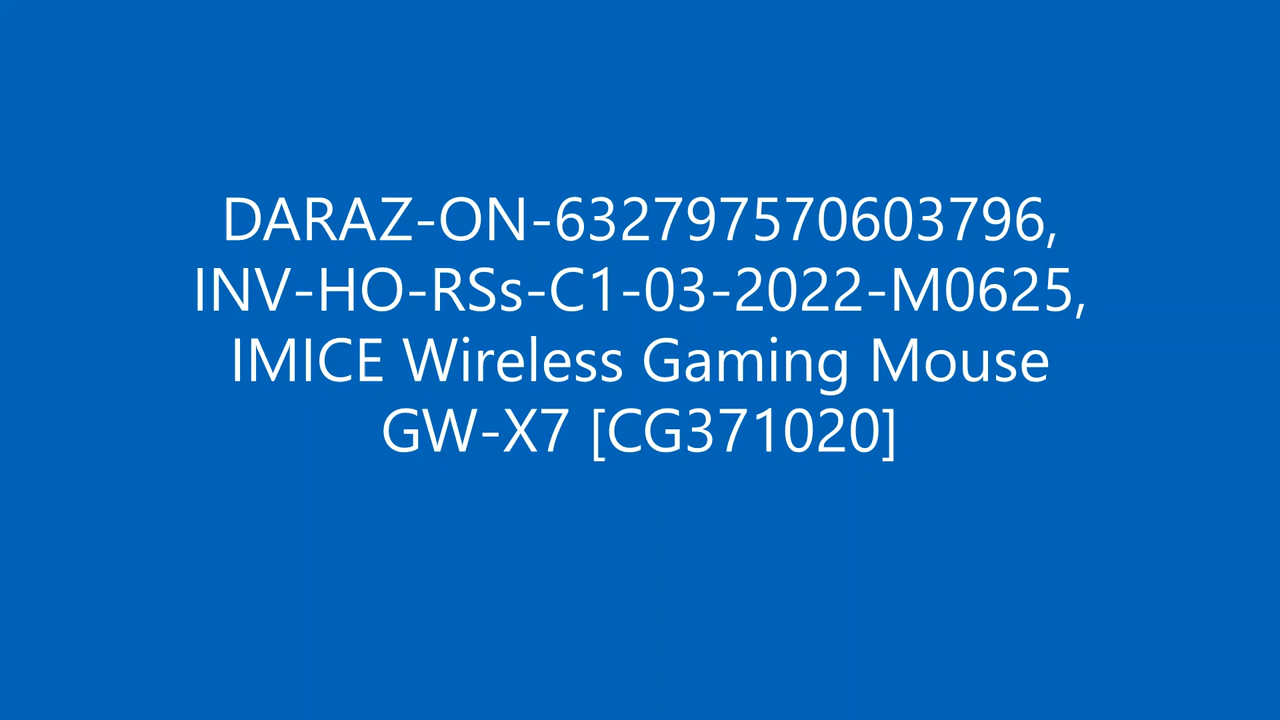 DARAZ-ON-632797570603796,
INV-HO-RSs-C1-03-2022-M0625,
IMICE Wireless Gaming Mouse
GW-X7 [CG371020]